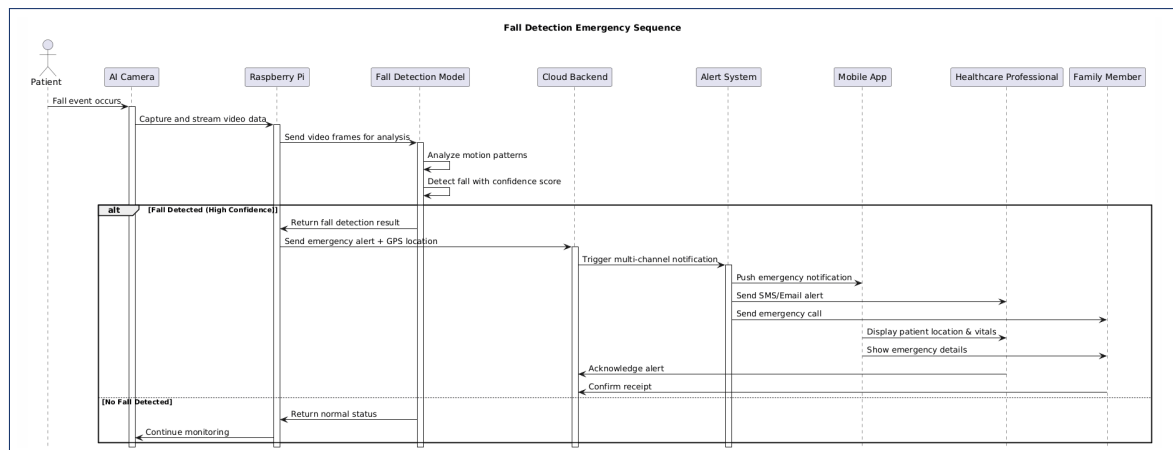 Fall Detection Emergency Sequence
Patient
AI Camera
Raspberry Pi
Fall Detection Model
Cloud Backend
Alert System
Mobile App
Healthcare Professional
Family Member
Fall event occurs
Capture and stream video data
Send video frames for analysis
Analyze motion patterns
Detect fall with confidence score
alt
[Fall Detected (High Confidence)]
Return fall detection result
Send emergency alert + GPS location
Trigger multi-channel notification
Push emergency notification
Send SMS/Email alert
Send emergency call
Display patient location & vitals
Show emergency details
Acknowledge alert
Confirm receipt
[No Fall Detected]
Return normal status
Continue monitoring